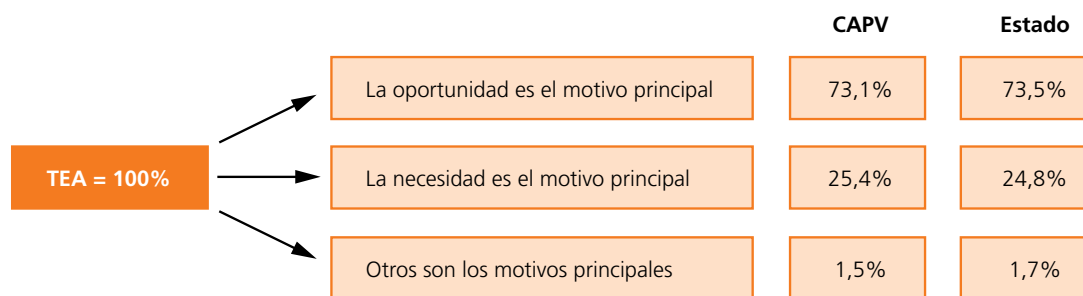 CAPV Estado
La oportunidad es el motivo principal 73,1% 73,5%
TEA = 100% La necesidad es el motivo principal 25,4% 24,8%
Otros son los motivos principales 1,5% 1,7%